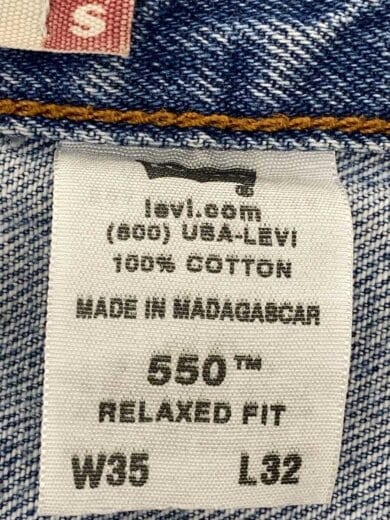 S
levi.com
(800) USA-LEVI
100% COTTON
MADE IN MADAGASCAR
550™
RELAXED FIT
W35 L32